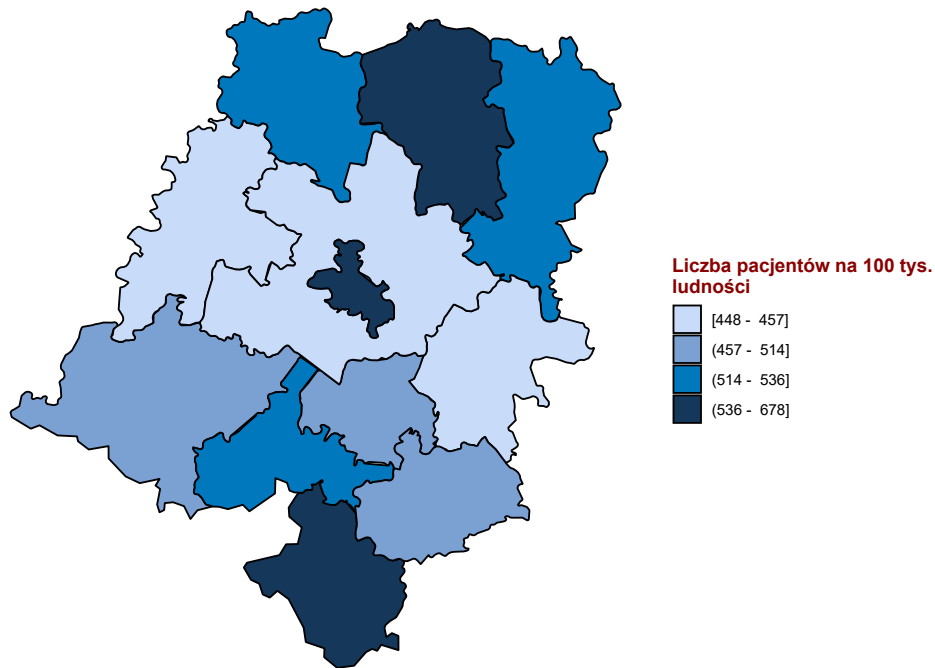 Liczba pacjentów na 100 tys.
ludności
[448 - 457]
(457 - 514]
(514 - 536]
(536 - 678]